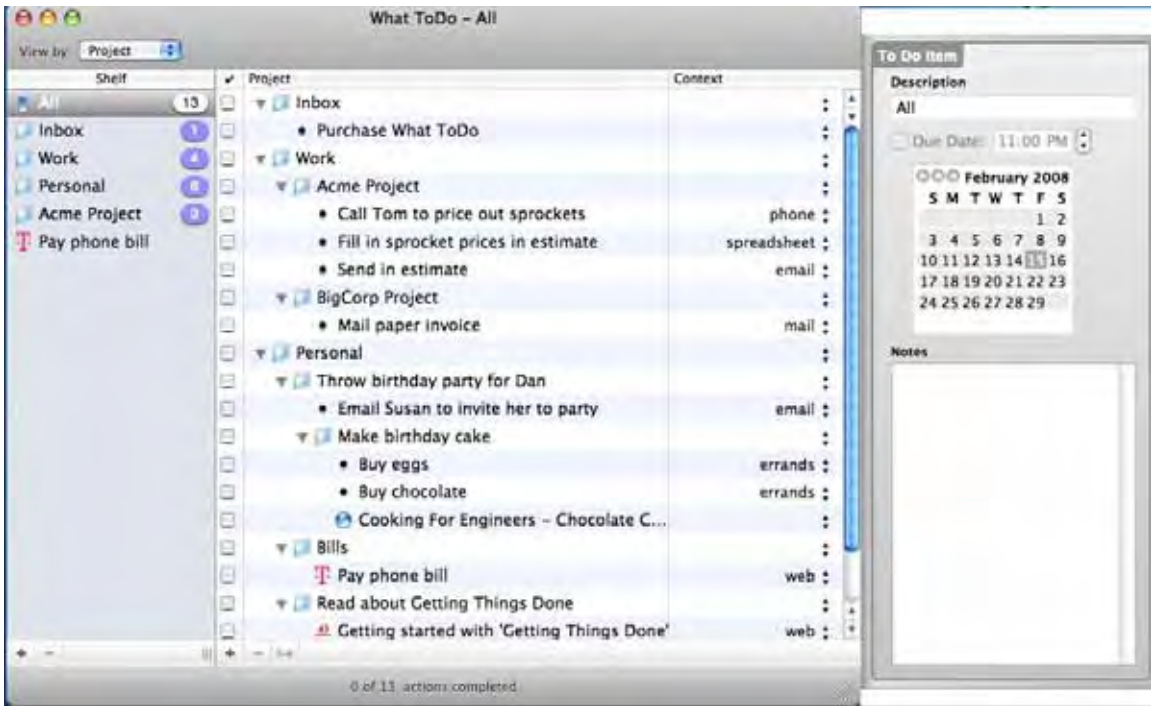 What ToDo – All
View by: Project
Shelf
✔ Project Context
All 13
Inbox 1
Work 4
Personal
Acme Project 3
Pay phone bill
Inbox
• Purchase What ToDo
Work
Acme Project
• Call Tom to price out sprockets phone
• Fill in sprocket prices in estimate spreadsheet
• Send in estimate email
BigCorp Project
• Mail paper invoice mail
Personal
Throw birthday party for Dan
• Email Susan to invite her to party email
Make birthday cake
• Buy eggs errands
• Buy chocolate errands
Cooking For Engineers – Chocolate C...
Bills
Pay phone bill web
Read about Getting Things Done
Getting started with 'Getting Things Done' web
0 of 13 actions completed
To Do Item
Description
All
Due Date: 11:00 PM
February 2008
S M T W T F S
1 2
3 4 5 6 7 8 9
10 11 12 13 14 15 16
17 18 19 20 21 22 23
24 25 26 27 28 29
Notes